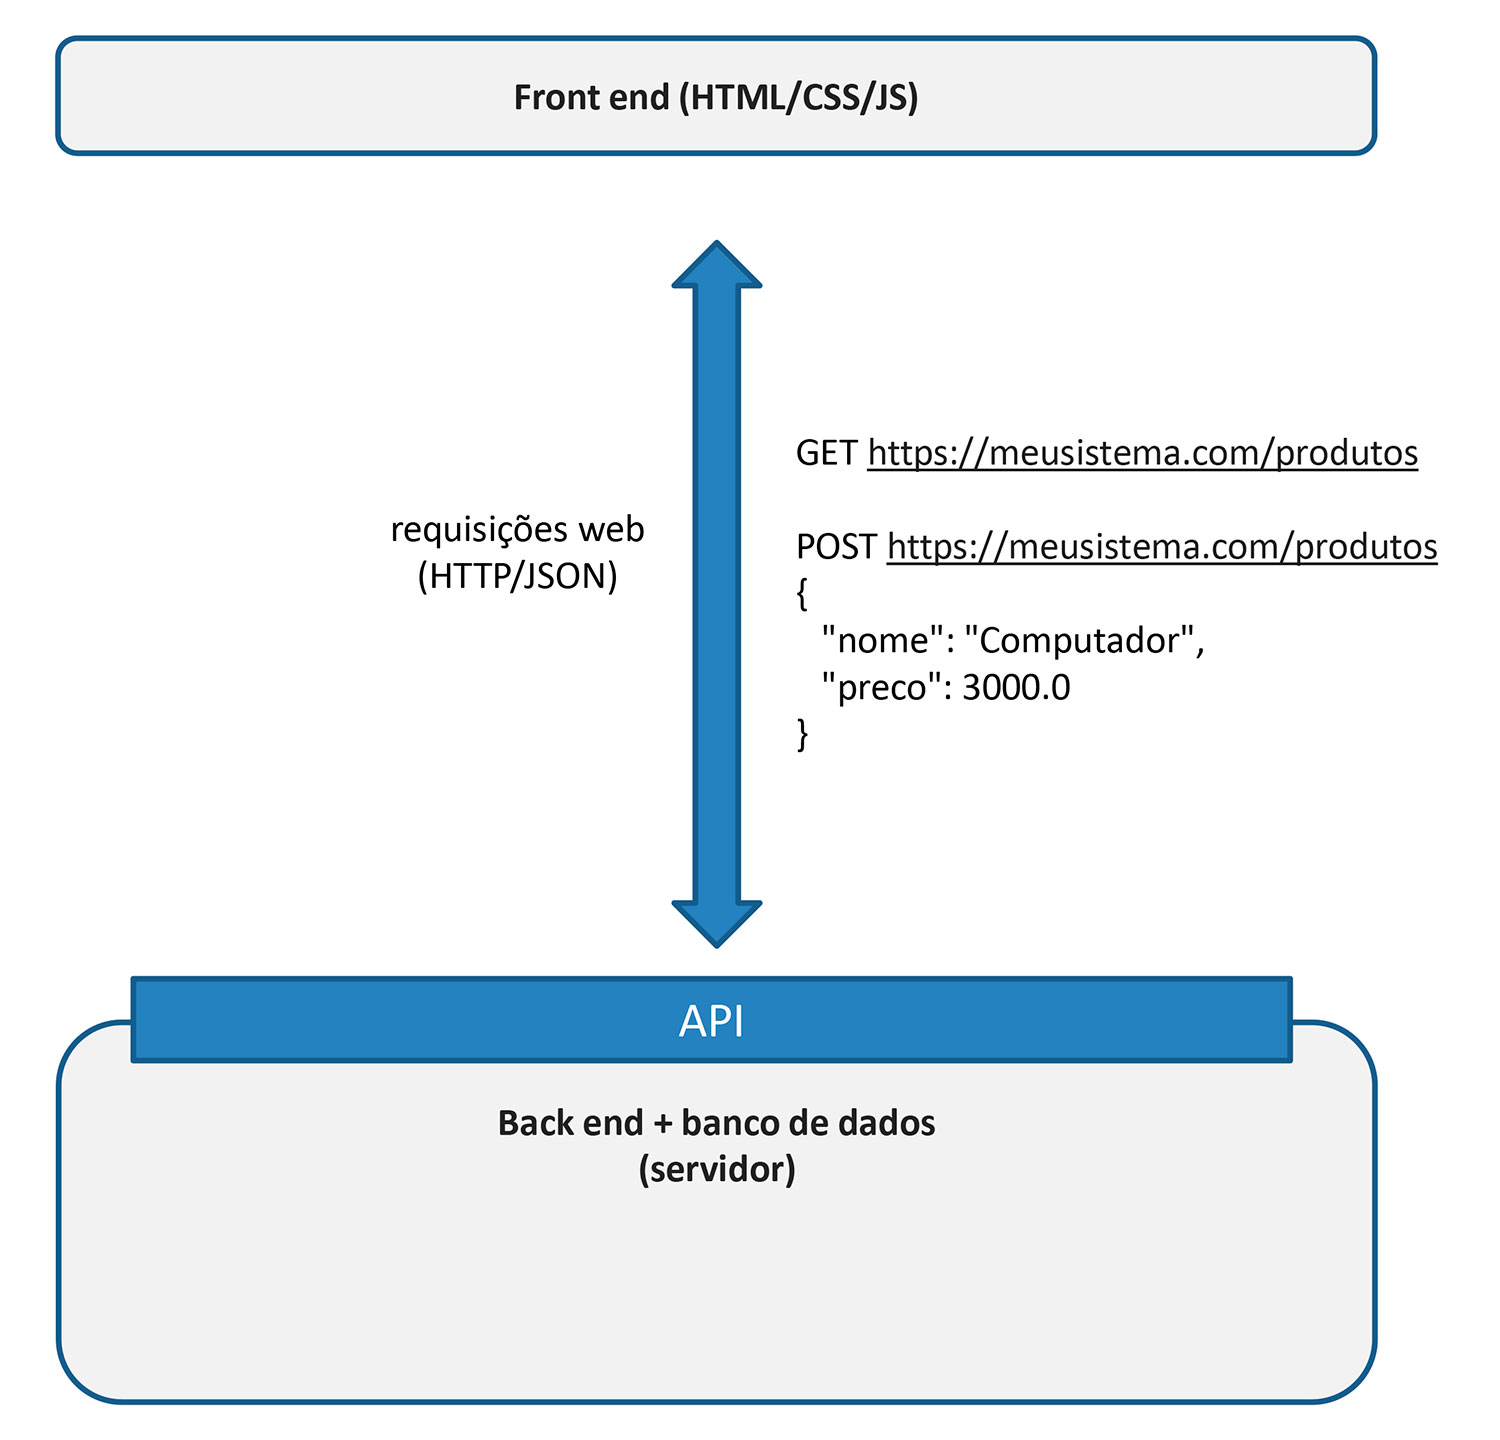 Front end (HTML/CSS/JS)
requisições web
(HTTP/JSON)
GET https://meusistema.com/produtos
POST https://meusistema.com/produtos
{
"nome": "Computador",
"preco": 3000.0
}
API
Back end + banco de dados
(servidor)